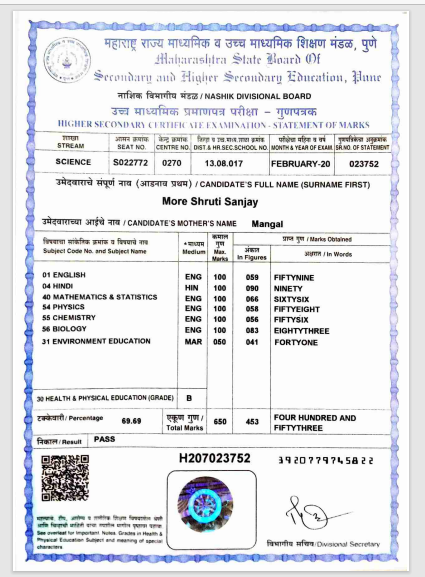 महाराष्ट्र राज्य माध्यमिक व उच्च माध्यमिक शिक्षण मंडळ, पुणे
Maharashtra State Board Of
Secondary and Higher Secondary Education, Pune
नाशिक विभागीय मंडळ / NASHIK DIVISIONAL BOARD
उच्च माध्यमिक प्रमाणपत्र परीक्षा - गुणपत्रक
HIGHER SECONDARY CERTIFICATE EXAMINATION - STATEMENT OF MARKS
शाखा आसन क्रमांक केंद्र क्रमांक जिल्हा व उच्च माध्य.शाळा क्रमांक परीक्षेचा महिना व वर्ष गुणपत्रिकेचा अनुक्रमांक
STREAM SEAT NO. CENTRE NO. DIST.& HR.SEC.SCHOOL NO. MONTH & YEAR OF EXAM. SR.NO. OF STATEMENT
SCIENCE S022772 0270 13.08.017 FEBRUARY-20 023752
उमेदवाराचे संपूर्ण नाव (आडनाव प्रथम) / CANDIDATE'S FULL NAME (SURNAME FIRST)
More Shruti Sanjay
उमेदवाराच्या आईचे नाव / CANDIDATE'S MOTHER'S NAME Mangal
विषयाचा सांकेतिक क्रमांक व विषयाचे नाव
Subject Code No. and Subject Name
माध्यम
Medium
कमाल गुण
Max. Marks
प्राप्त गुण / Marks Obtained
अंकात
In Figures
अक्षरात / In Words
01 ENGLISH ENG 100 059 FIFTYNINE
04 HINDI HIN 100 090 NINETY
40 MATHEMATICS & STATISTICS ENG 100 066 SIXTYSIX
54 PHYSICS ENG 100 058 FIFTYEIGHT
55 CHEMISTRY ENG 100 056 FIFTYSIX
56 BIOLOGY ENG 100 083 EIGHTYTHREE
31 ENVIRONMENT EDUCATION MAR 050 041 FORTYONE
30 HEALTH & PHYSICAL EDUCATION (GRADE) B
टक्केवारी / Percentage 69.69 एकूण गुण / Total Marks 650 453 FOUR HUNDRED AND
FIFTYTHREE
निकाल / Result PASS
H207023752
See overleaf for Important Notes, Grades in Health &
Physical Education Subject and meaning of special
characters
विभागीय सचिव/Divisional Secretary